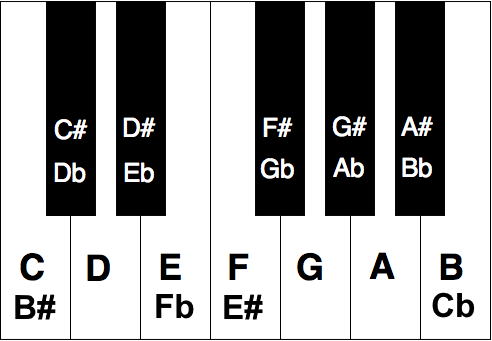 C# D# F# G# A#
Db Eb Gb Ab Bb
C D E F G A B
B# Fb E# Cb